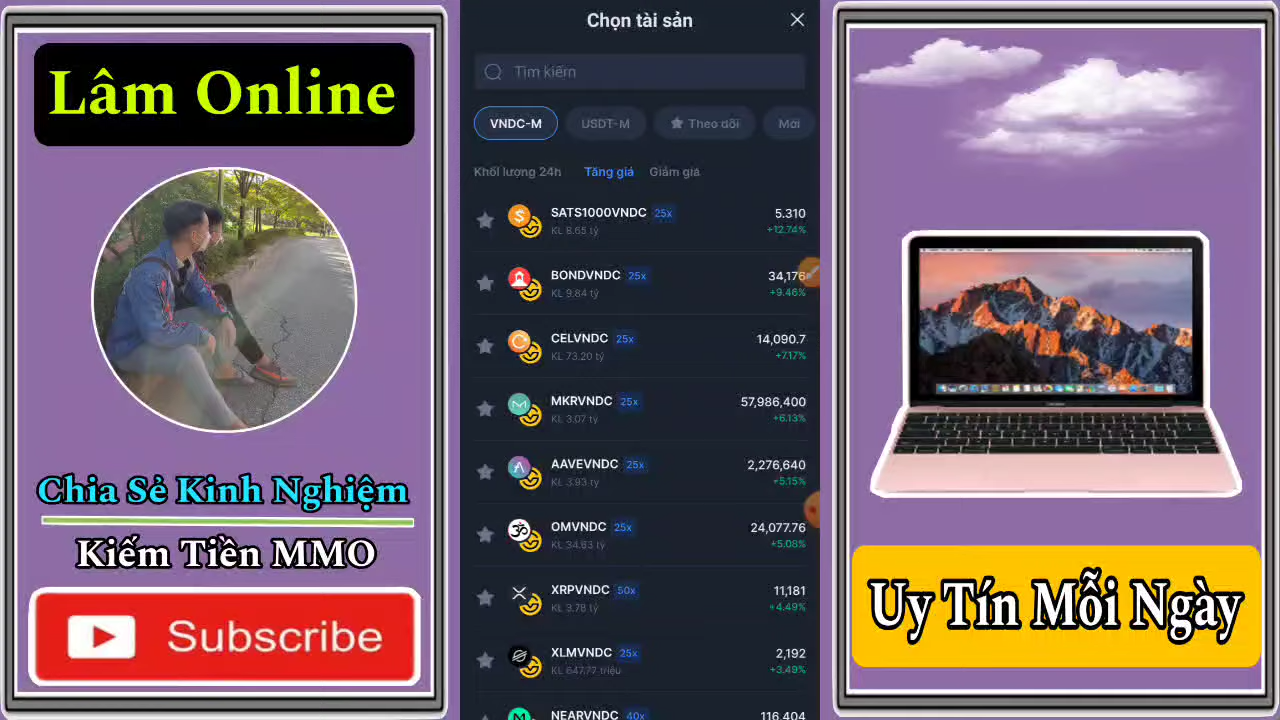 Lâm Online
Chia Sẻ Kinh Nghiệm
Kiếm Tiền MMO
Subscribe
Chọn tài sản
Tìm kiếm
VNDC-M USDT-M Theo dõi Mới
Khối lượng 24h Tăng giá Giảm giá
SATS1000VNDC 25x 5.310
KL 8.65 tỷ +12.74%
BONDVNDC 25x 34,176
KL 9.84 tỷ +9.46%
CELVNDC 25x 14,090.7
KL 73.20 tỷ +7.17%
MKRVNDC 25x 57,986,400
KL 3.07 tỷ +6.13%
AAVEVNDC 25x 2,276,640
KL 3.93 tỷ +5.15%
OMVNDC 25x 24,077.76
KL 34.63 tỷ +5.08%
XRPVNDC 50x 11,181
KL 3.78 tỷ +4.49%
XLMVNDC 25x 2,192
KL 647.77 triệu +3.49%
NEARVNDC 40x 116,404
Uy Tín Mỗi Ngày